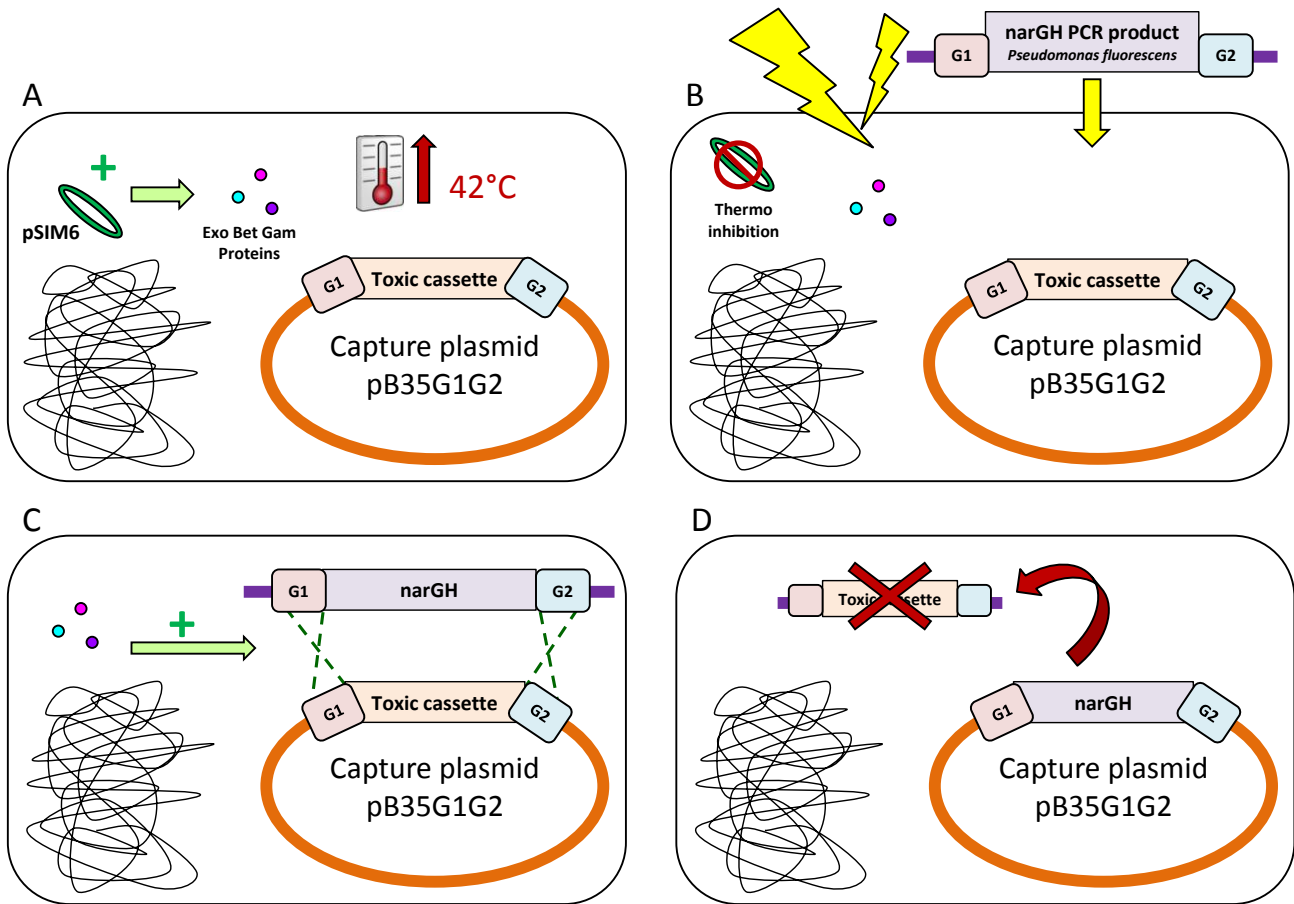 A
pSIM6
Exo Bet Gam
Proteins
42°C
G1
Toxic cassette
G2
Capture plasmid
pB35G1G2
B
G1
narGH PCR product
Pseudomonas fluorescens
G2
Thermo
inhibition
G1
Toxic cassette
G2
Capture plasmid
pB35G1G2
C
G1
narGH
G2
G1
Toxic cassette
G2
Capture plasmid
pB35G1G2
D
Toxic cassette
G1
narGH
G2
Capture plasmid
pB35G1G2